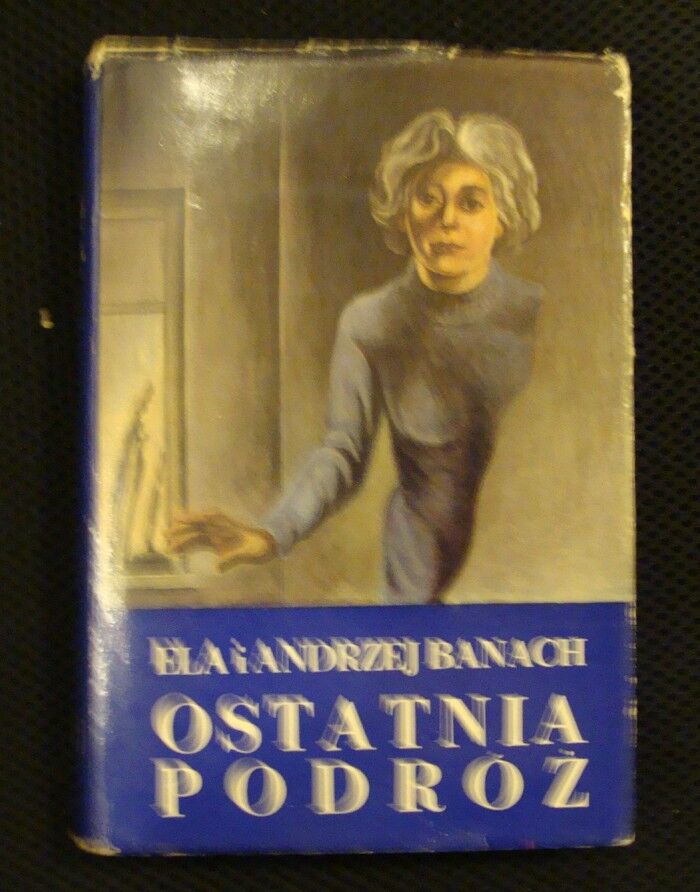 ELA i ANDRZEJ BANACH
OSTATNIA
PODRÓŻ